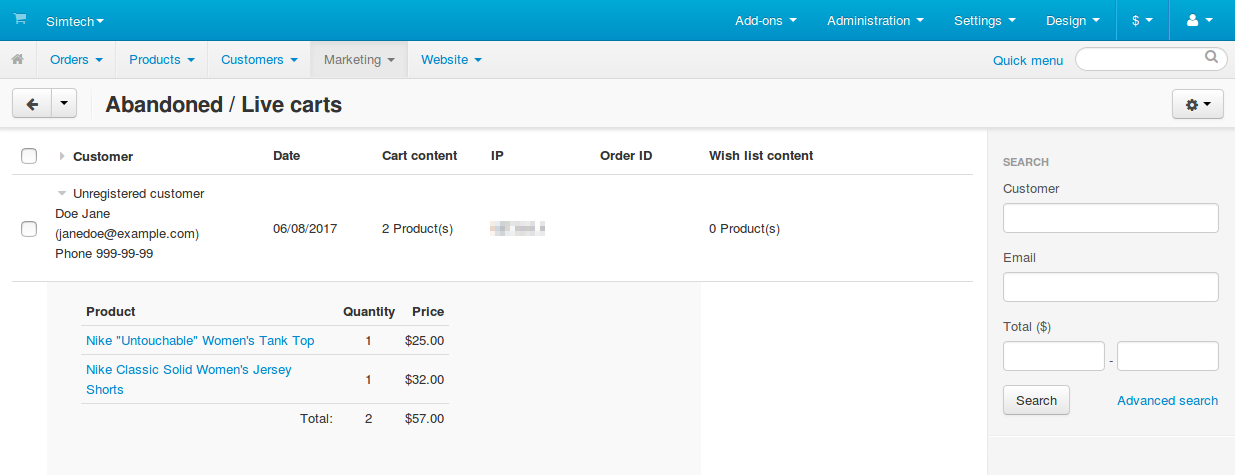 Simtech
Add-ons
Administration
Settings
Design
$
Orders
Products
Customers
Marketing
Website
Quick menu
Abandoned / Live carts
Customer Date Cart content IP Order ID Wish list content
Unregistered customer
Doe Jane
(janedoe@example.com)
Phone 999-99-99
06/08/2017
2 Product(s)
0 Product(s)
Product Quantity Price
Nike "Untouchable" Women's Tank Top 1 $25.00
Nike Classic Solid Women's Jersey
Shorts
1 $32.00
Total: 2 $57.00
SEARCH
Customer
Email
Total ($)
-
Search
Advanced search